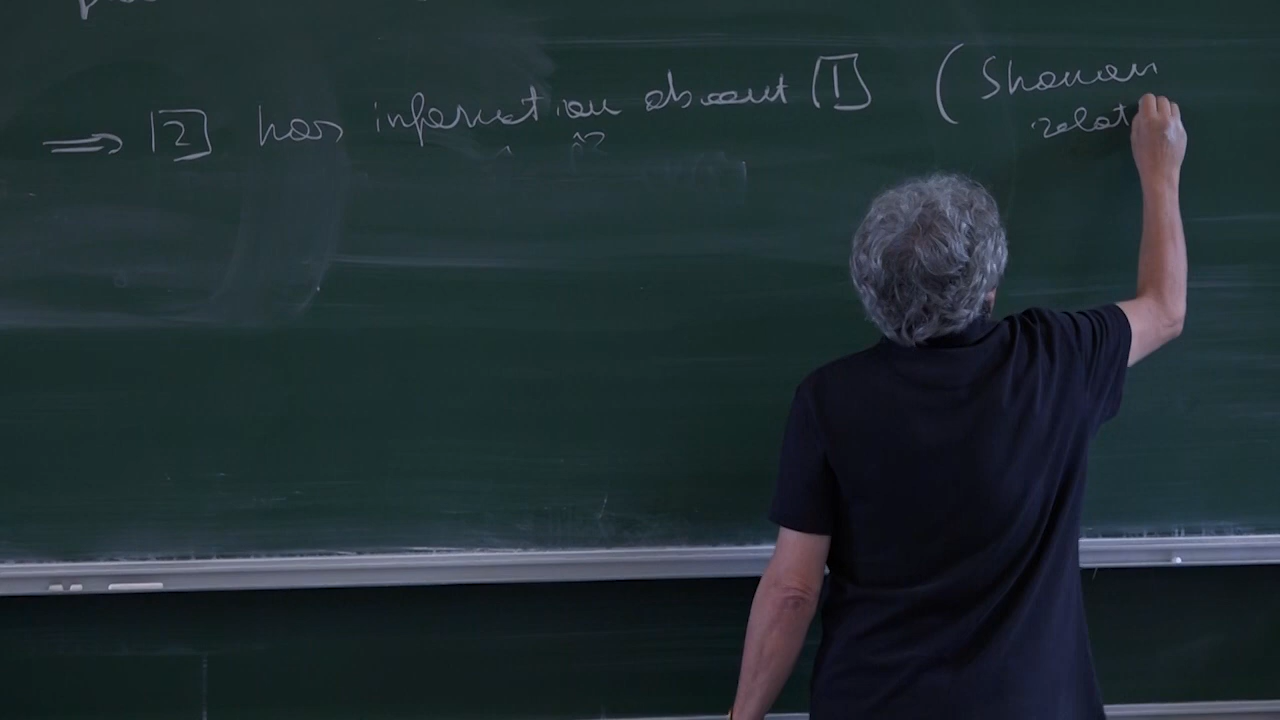 ⇒ [2] has information about [1] (Shannon
relat